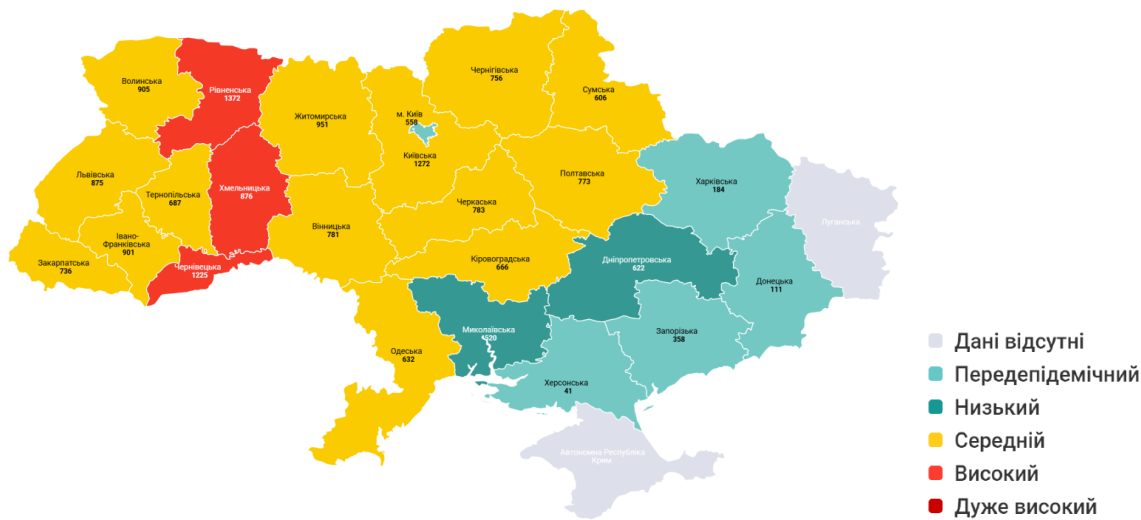 Чернігівська
756
Сумська
606
Волинська
905
Рівненська
1372
Житомирська
951
м. Київ
558
Київська
1272
Львівська
875
Тернопільська
687
Хмельницька
876
Полтавська
773
Харківська
184
Черкаська
783
Луганська
Вінницька
781
Івано-
Франківська
901
Закарпатська
736
Чернівецька
1225
Кіровоградська
666
Дніпропетровська
622
Донецька
111
Миколаївська
1520
Запорізька
358
Одеська
632
Херсонська
41
Автономна Республіка
Крим
Дані відсутні
Передепідемічний
Низький
Середній
Високий
Дуже високий